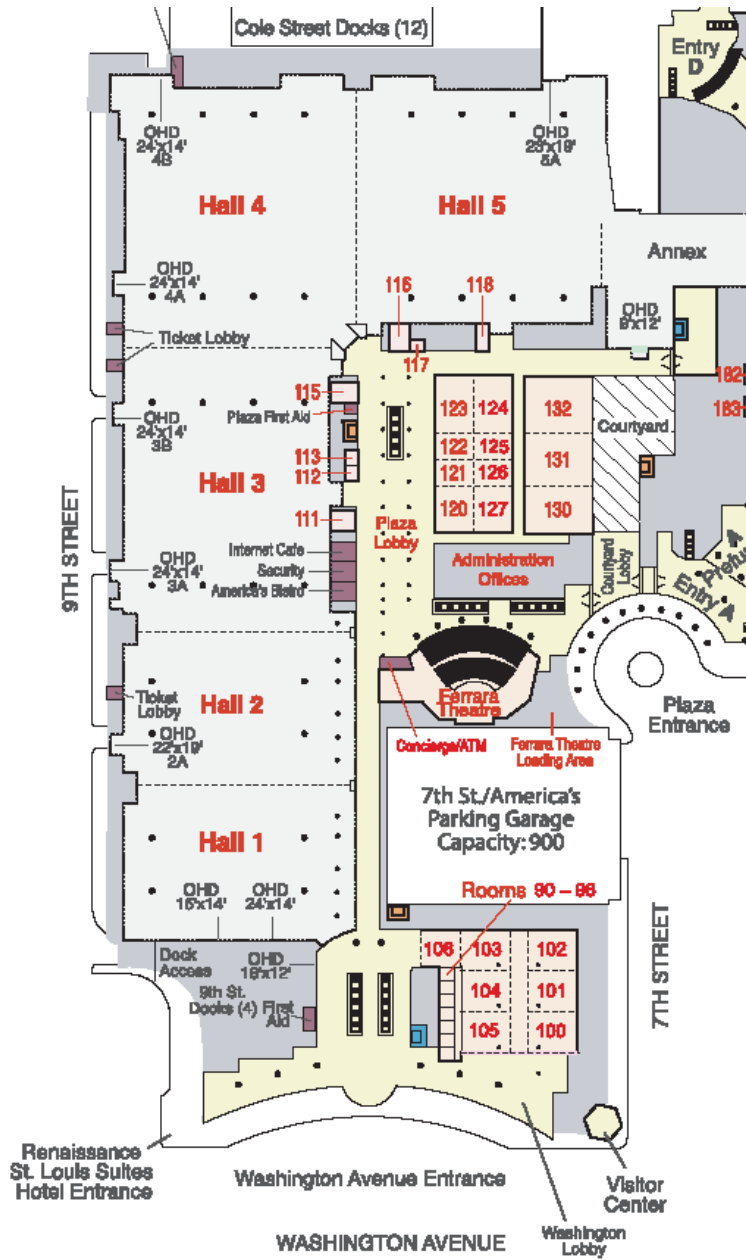 Cole Street Docks (12)
Entry
D
OHD
24'x14'
4B
OHD
23'x19'
5A
Hall 4
Hall 5
Annex
OHD
24'x14'
4A
116
118
OHD
9'x12'
117
Ticket Lobby
182
115
Plaza First Aid
123
124
132
183
OHD
24'x14'
3B
122
125
Courtyard
113
112
121
126
131
Hall 3
111
120
127
130
Plaza
Lobby
Internet Cafe
Security
America's Bistro
Administration
Offices
Courtyard
Lobby
Entry A
A
9TH STREET
OHD
24'x14'
3A
Ticket
Lobby
Hall 2
Ferrara
Theatre
Plaza
Entrance
OHD
22'x19'
2A
Concierge/ATM
Ferrara Theatre
Loading Area
7th St./America's
Parking Garage
Capacity: 900
Hall 1
OHD
15'x14'
OHD
24'x14'
Rooms 90 – 96
7TH STREET
Dock
Access
OHD
16'x12'
106
103
102
104
101
105
100
9th St.
Docks (4)
First
Aid
Renaissance
St. Louis Suites
Hotel Entrance
Washington Avenue Entrance
Visitor
Center
WASHINGTON AVENUE
Washington
Lobby